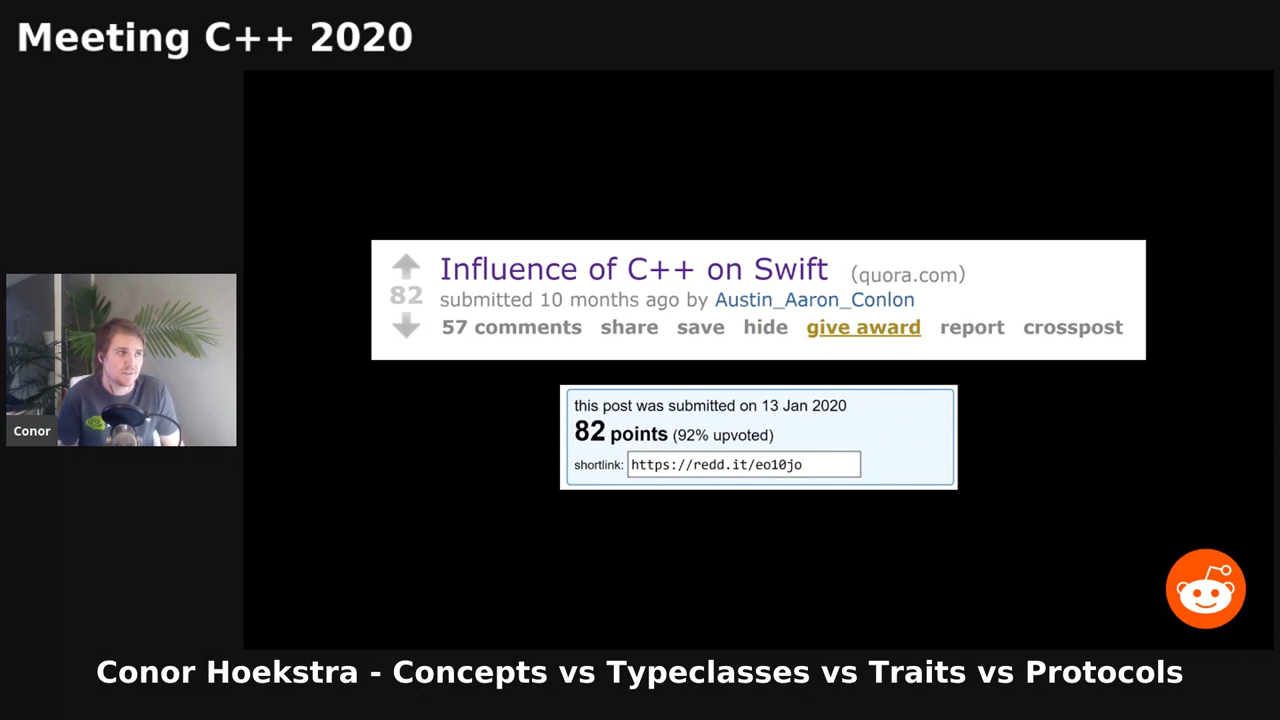 Meeting C++ 2020
Influence of C++ on Swift (quora.com)
82
submitted 10 months ago by Austin_Aaron_Conlon
57 comments share save hide give award report crosspost
this post was submitted on 13 Jan 2020
82 points (92% upvoted)
shortlink: https://redd.it/eo10jo
Conor
Conor Hoekstra - Concepts vs Typeclasses vs Traits vs Protocols